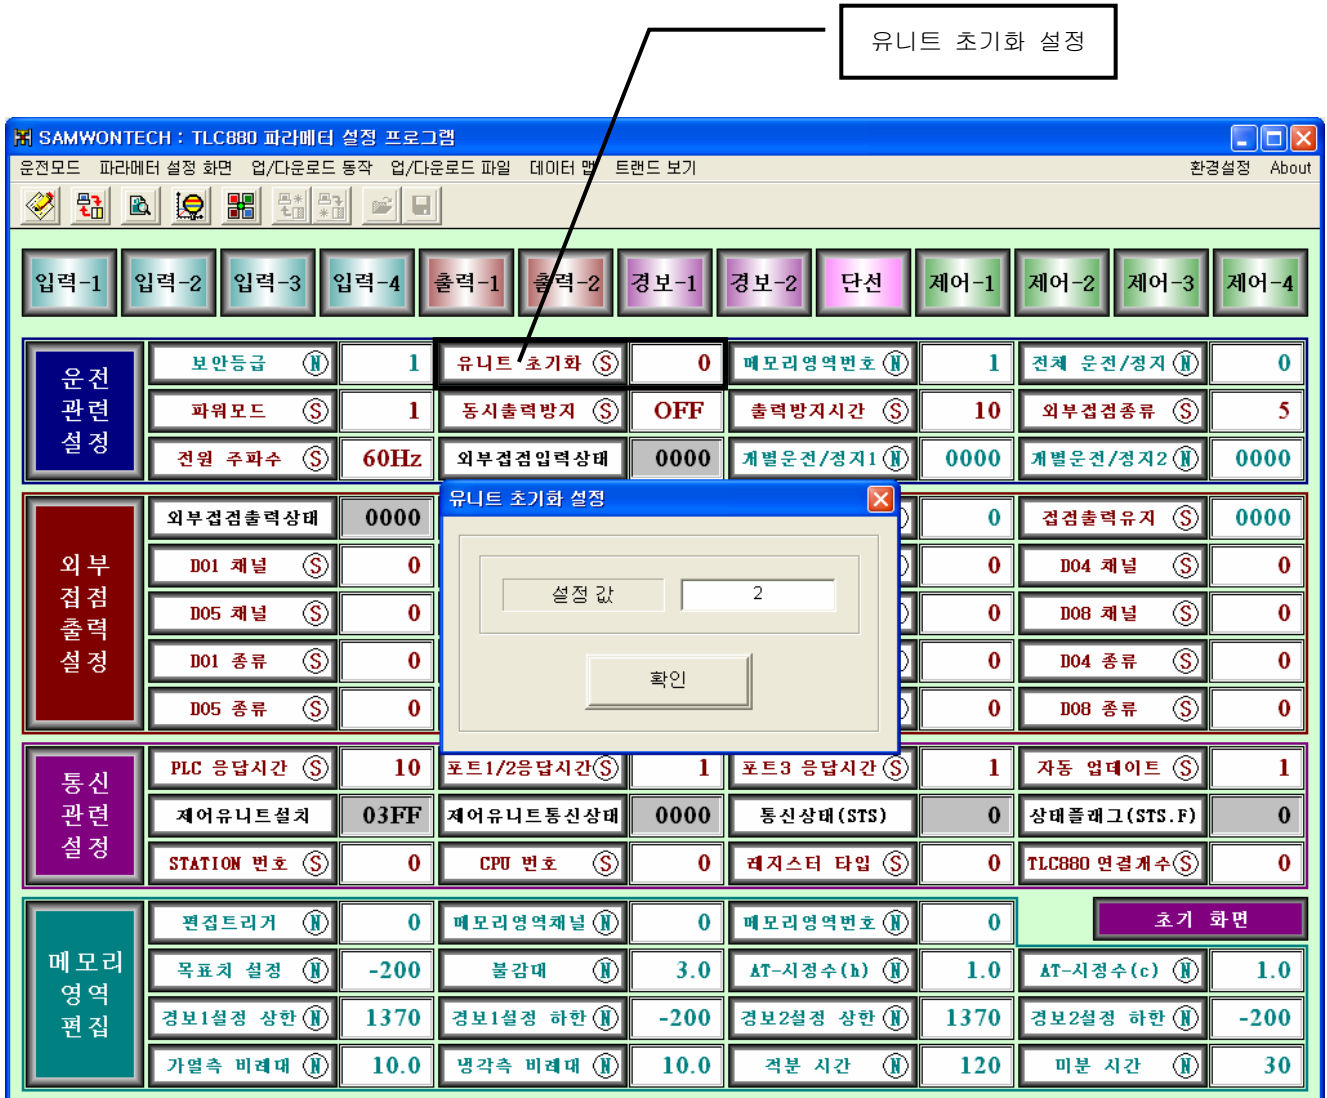 유니트 초기화 설정
SAMWONTECH : TLC880 파라메터 설정 프로그램
운전모드 파라메터 설정 화면 업/다운로드 동작 업/다운로드 파일 데이터 맵 트랜드 보기 환경설정 About
입력-1 입력-2 입력-3 입력-4 출력-1 출력-2 경보-1 경보-2 단선 제어-1 제어-2 제어-3 제어-4
운전 관련 설정
보안등급 N 1 유니트 초기화 S 0 메모리영역번호 N 1 전체 운전/정지 N 0
파워모드 S 1 동시출력방지 S OFF 출력방지시간 S 10 외부접점종류 S 5
전원 주파수 S 60Hz 외부접점입력상태 0000 개별운전/정지1 N 0000 개별운전/정지2 N 0000
외부 접점 출력 설정
외부접점출력상태 0000 0 접점출력유지 S 0000
DO1 채널 S 0 0 DO4 채널 S 0
DO5 채널 S 0 0 DO8 채널 S 0
DO1 종류 S 0 0 DO4 종류 S 0
DO5 종류 S 0 0 DO8 종류 S 0
유니트 초기화 설정
설정 값 2
확인
통신 관련 설정
PLC 응답시간 S 10 포트1/2응답시간 S 1 포트3 응답시간 S 1 자동 업데이트 S 1
제어유니트설치 03FF 제어유니트통신상태 0000 통신상태(STS) 0 상태플래그(STS.F) 0
STATION 번호 S 0 CPU 번호 S 0 레지스터 타입 S 0 TLC880 연결개수 S 0
메모리 영역 편집
편집트리거 N 0 메모리영역채널 N 0 메모리영역번호 N 0 초기 화면
목표치 설정 N -200 불감대 N 3.0 AT-시정수(h) N 1.0 AT-시정수(c) N 1.0
경보1설정 상한 N 1370 경보1설정 하한 N -200 경보2설정 상한 N 1370 경보2설정 하한 N -200
가열측 비례대 N 10.0 냉각측 비례대 N 10.0 적분 시간 N 120 미분 시간 N 30